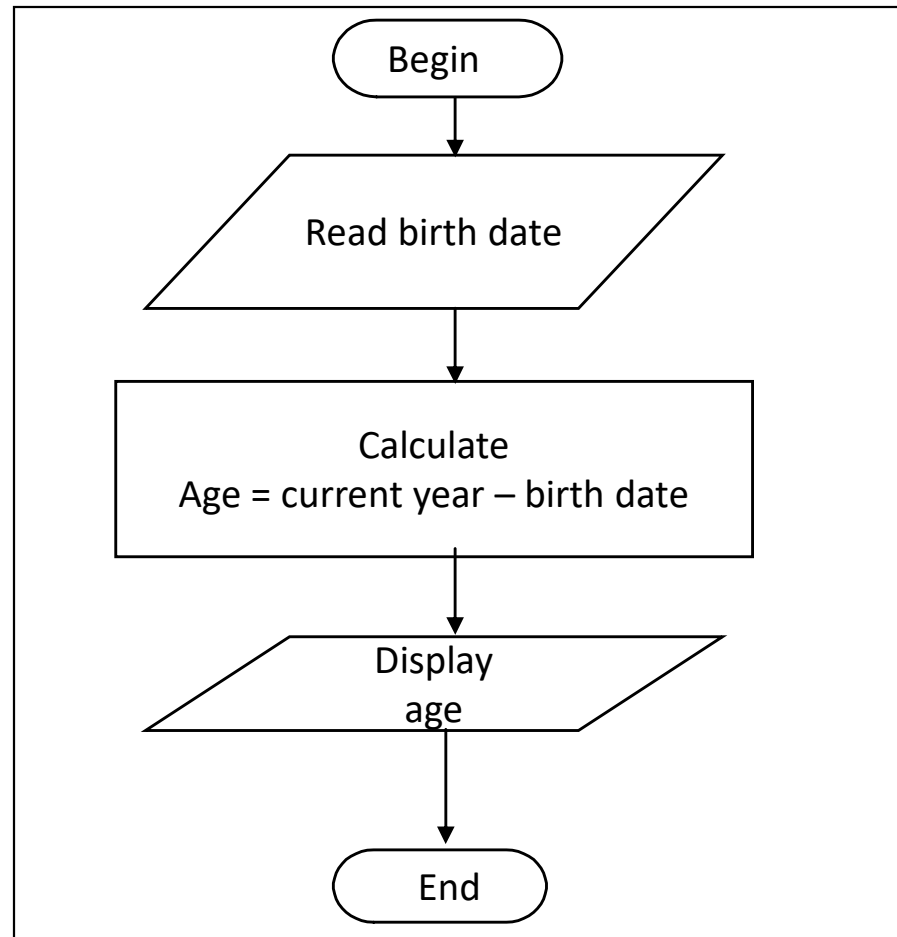 Begin
Read birth date
Calculate
Age = current year – birth date
Display
age
End